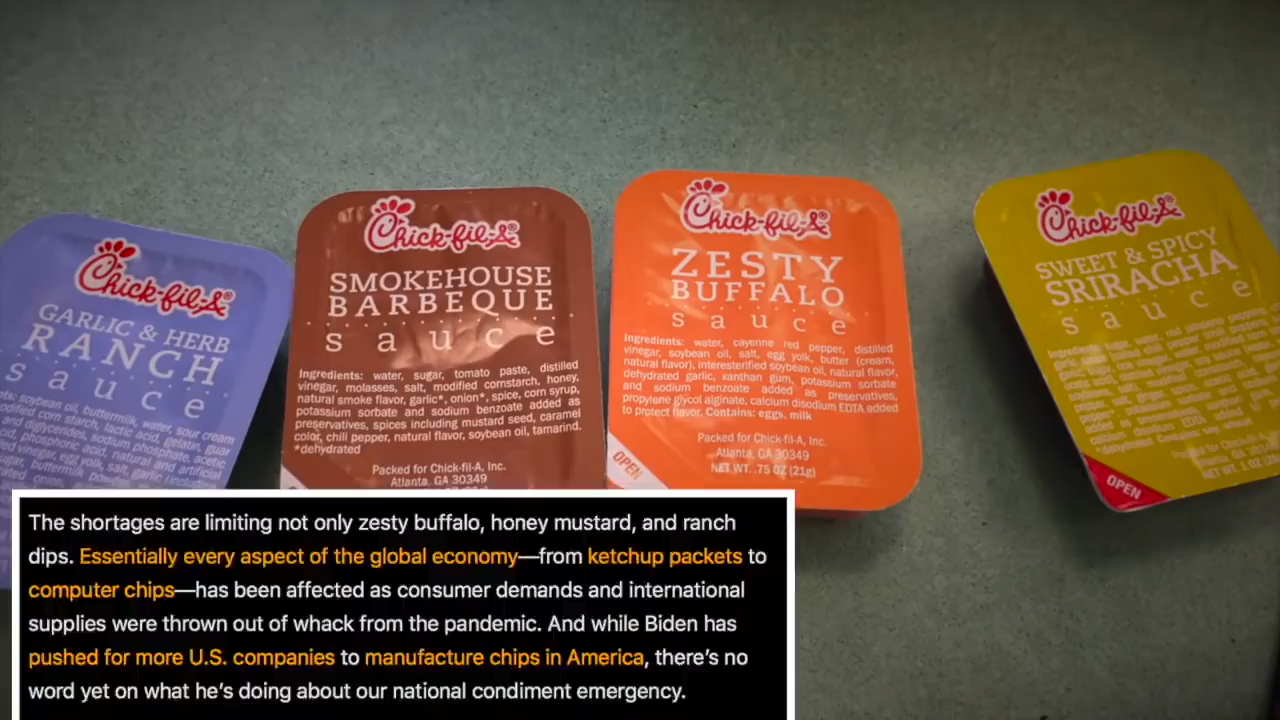 Chick-fil-A®
GARLIC & HERB
RANCH
sauce
soybean oil, buttermilk, water, sour cream
Chick-fil-A®
SMOKEHOUSE
BARBEQUE
sauce
Ingredients: water, sugar, tomato paste, distilled
vinegar, molasses, salt, modified cornstarch, honey,
natural smoke flavor, garlic*, onion*, spice, corn syrup,
potassium sorbate and sodium benzoate added as
preservatives, spices including mustard seed, caramel
color, chili pepper, natural flavor, soybean oil, tamarind.
*dehydrated
Packed for Chick-fil-A, Inc.
Atlanta, GA 30349
Chick-fil-A®
ZESTY
BUFFALO
sauce
Ingredients: water, cayenne red pepper, distilled
vinegar, soybean oil, salt, egg yolk, butter (cream,
natural flavor), interesterified soybean oil, natural flavor,
dehydrated garlic, xanthan gum, potassium sorbate
and sodium benzoate added as preservatives,
propylene glycol alginate, calcium disodium EDTA added
to protect flavor. Contains: eggs, milk
Packed for Chick-fil-A, Inc.
Atlanta, GA 30349
NET WT. .75 OZ (21g)
OPEN
Chick-fil-A®
SWEET & SPICY
SRIRACHA
sauce
OPEN
The shortages are limiting not only zesty buffalo, honey mustard, and ranch
dips. Essentially every aspect of the global economy—from ketchup packets to
computer chips—has been affected as consumer demands and international
supplies were thrown out of whack from the pandemic. And while Biden has
pushed for more U.S. companies to manufacture chips in America, there's no
word yet on what he's doing about our national condiment emergency.